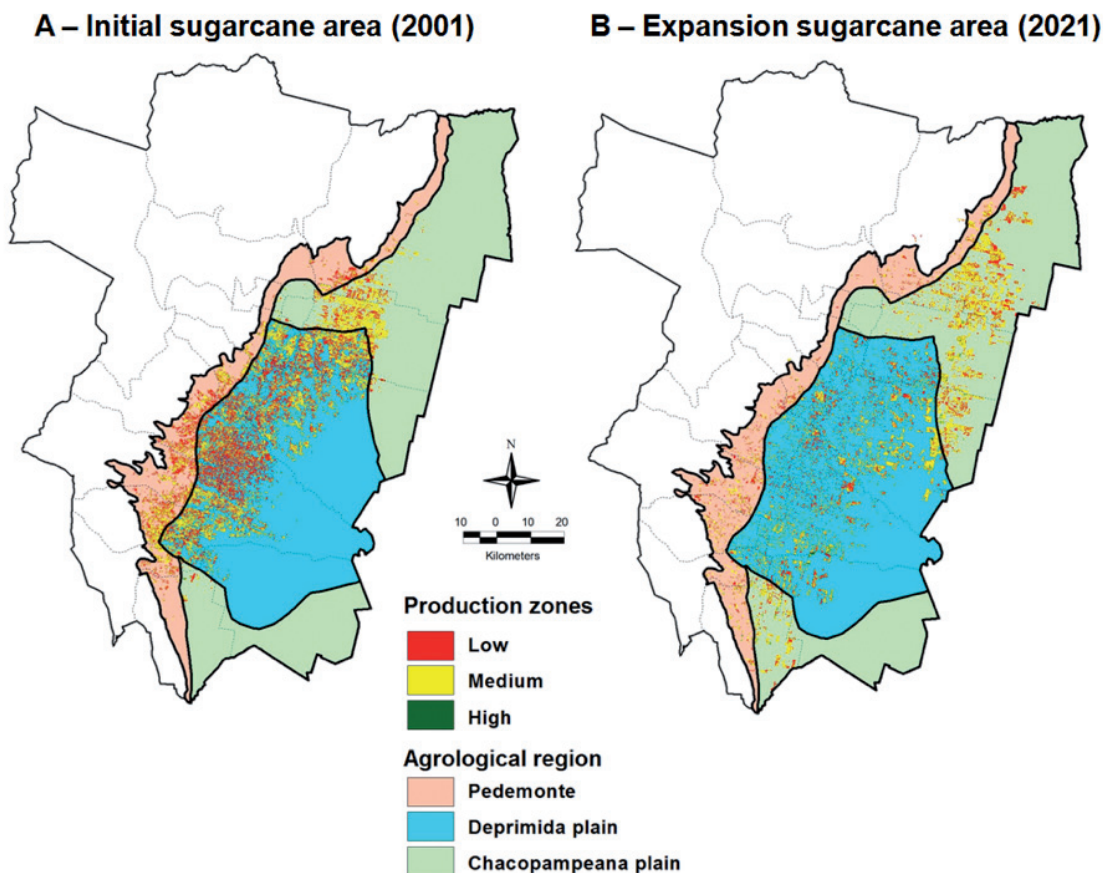 A – Initial sugarcane area (2001)
B – Expansion sugarcane area (2021)
N
10 0 10 20
Kilometers
Production zones
Low
Medium
High
Agrological region
Pedemonte
Deprimida plain
Chacopampeana plain